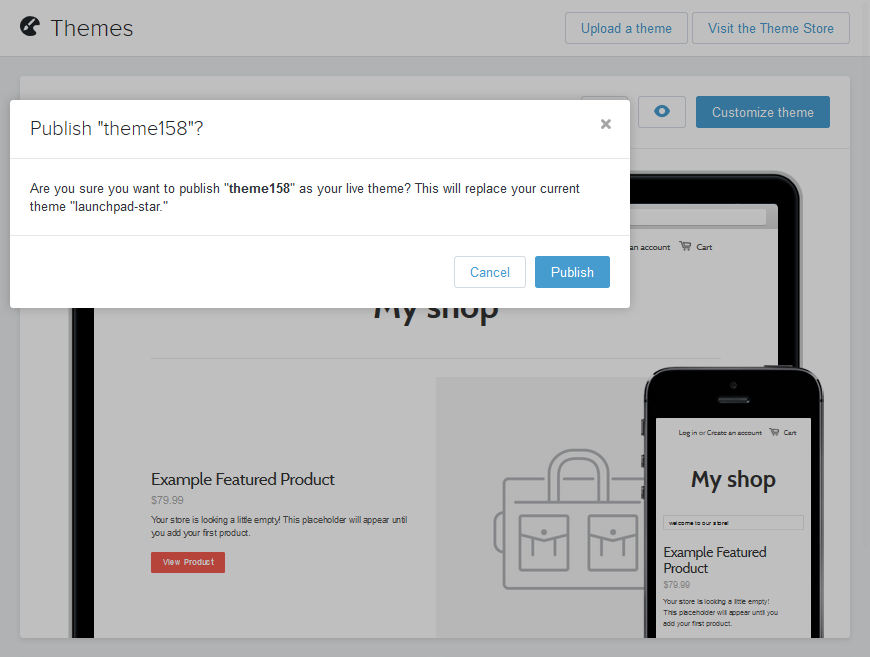 Themes
Upload a theme
Visit the Theme Store
Customize theme
Publish "theme158"?
×
Are you sure you want to publish "theme158" as your live theme? This will replace your current
theme "launchpad-star."
Cancel
Publish
an account
Cart
My shop
Example Featured Product
$79.99
Your store is looking a little empty! This placeholder will appear until
you add your first product.
View Product
Log in or Create an account
Cart
My shop
welcome to our store!
Example Featured
Product
$79.99
Your store is looking a little empty!
This placeholder will appear until you
add your first product.